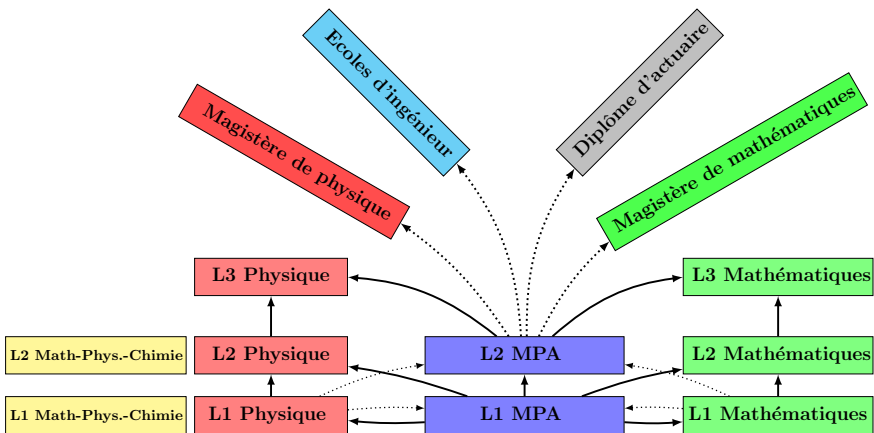 Ecoles d'ingénieur
Diplôme d'actuaire
Magistère de physique
Magistère de mathématiques
L3 Physique
L3 Mathématiques
L2 Math-Phys.-Chimie
L2 Physique
L2 MPA
L2 Mathématiques
L1 Math-Phys.-Chimie
L1 Physique
L1 MPA
L1 Mathématiques